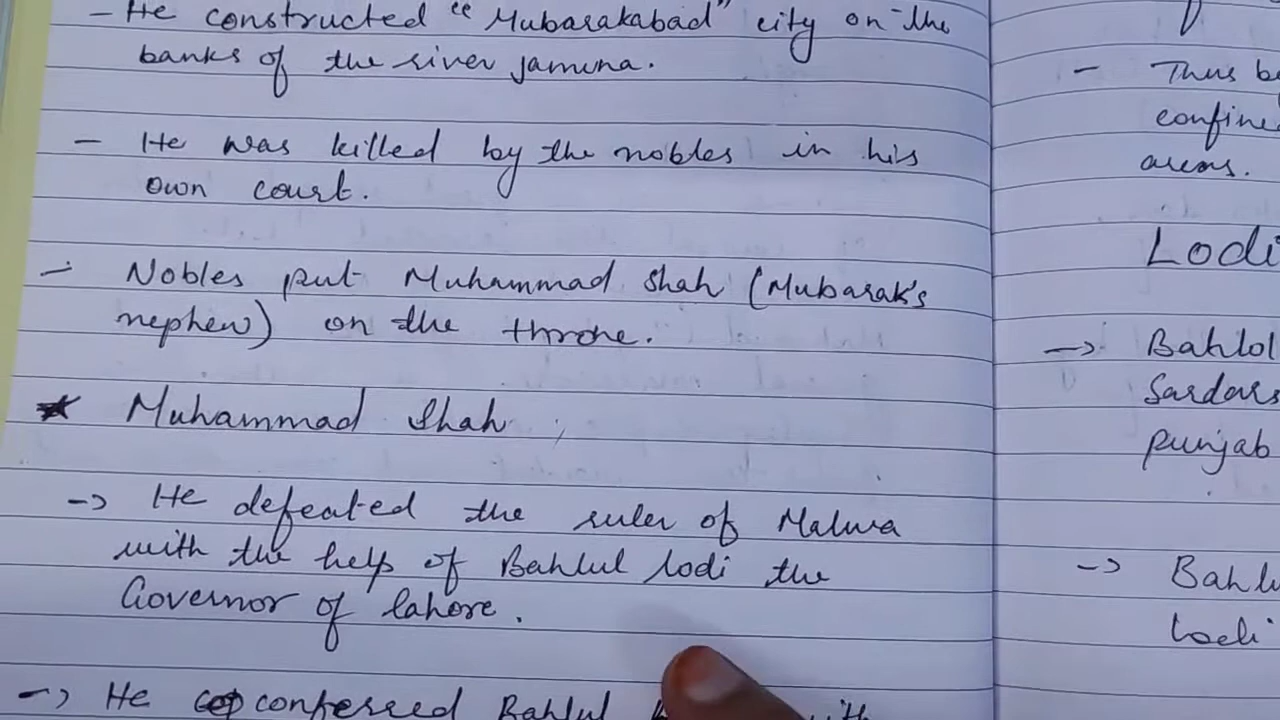 - He constructed "Mubarakabad" city on the
banks of the river Jamuna.
- He was killed by the nobles in his
own court.
- Nobles put Muhammad Shah (Mubarak's
nephew) on the throne.
* Muhammad Shah
-> He defeated the ruler of Malwa
with the help of Bahlul Lodi the
Governor of Lahore.
-> He conferred Bahlul with
- Thus be
confine
areas.
Lodi
-> Bahlol
Sardars
punjab
-> Bahlu
Lodi